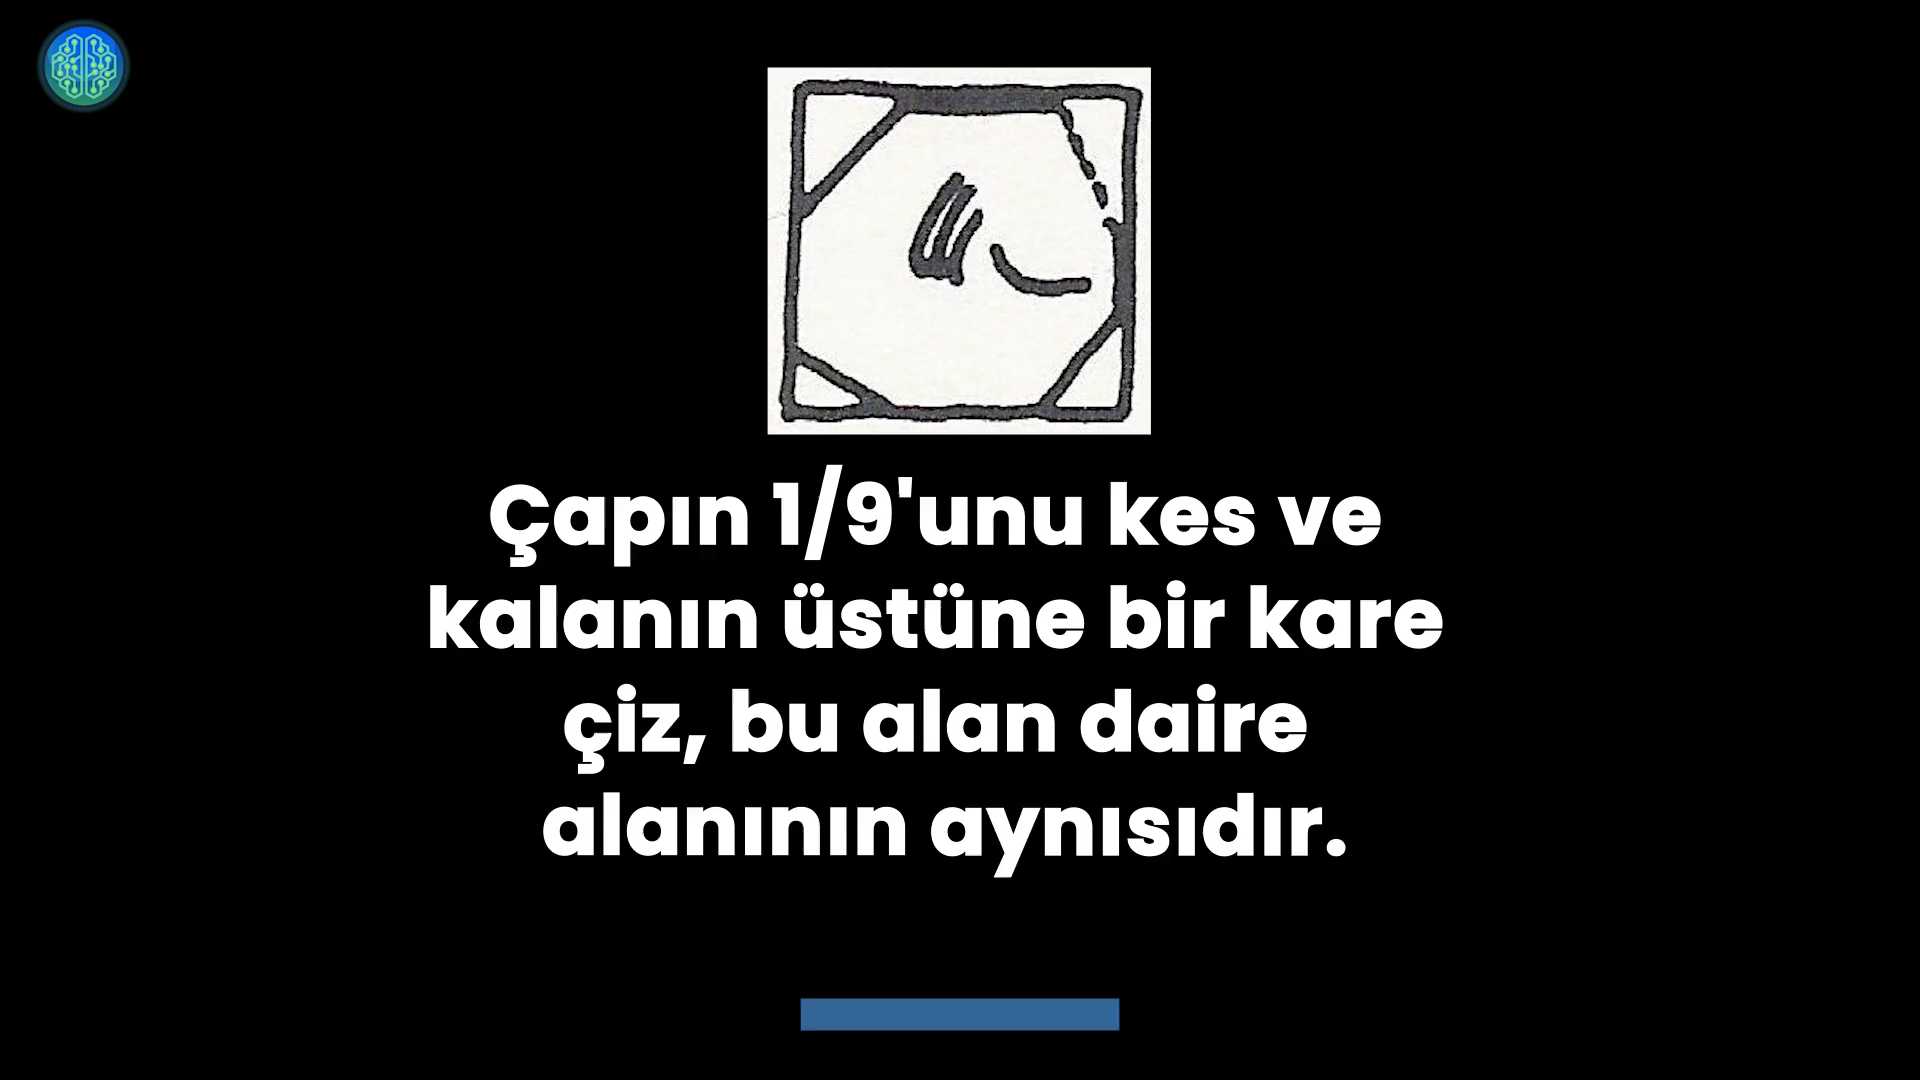 Çapın 1/9'unu kes ve
kalanın üstüne bir kare
çiz, bu alan daire
alanının aynısıdır.